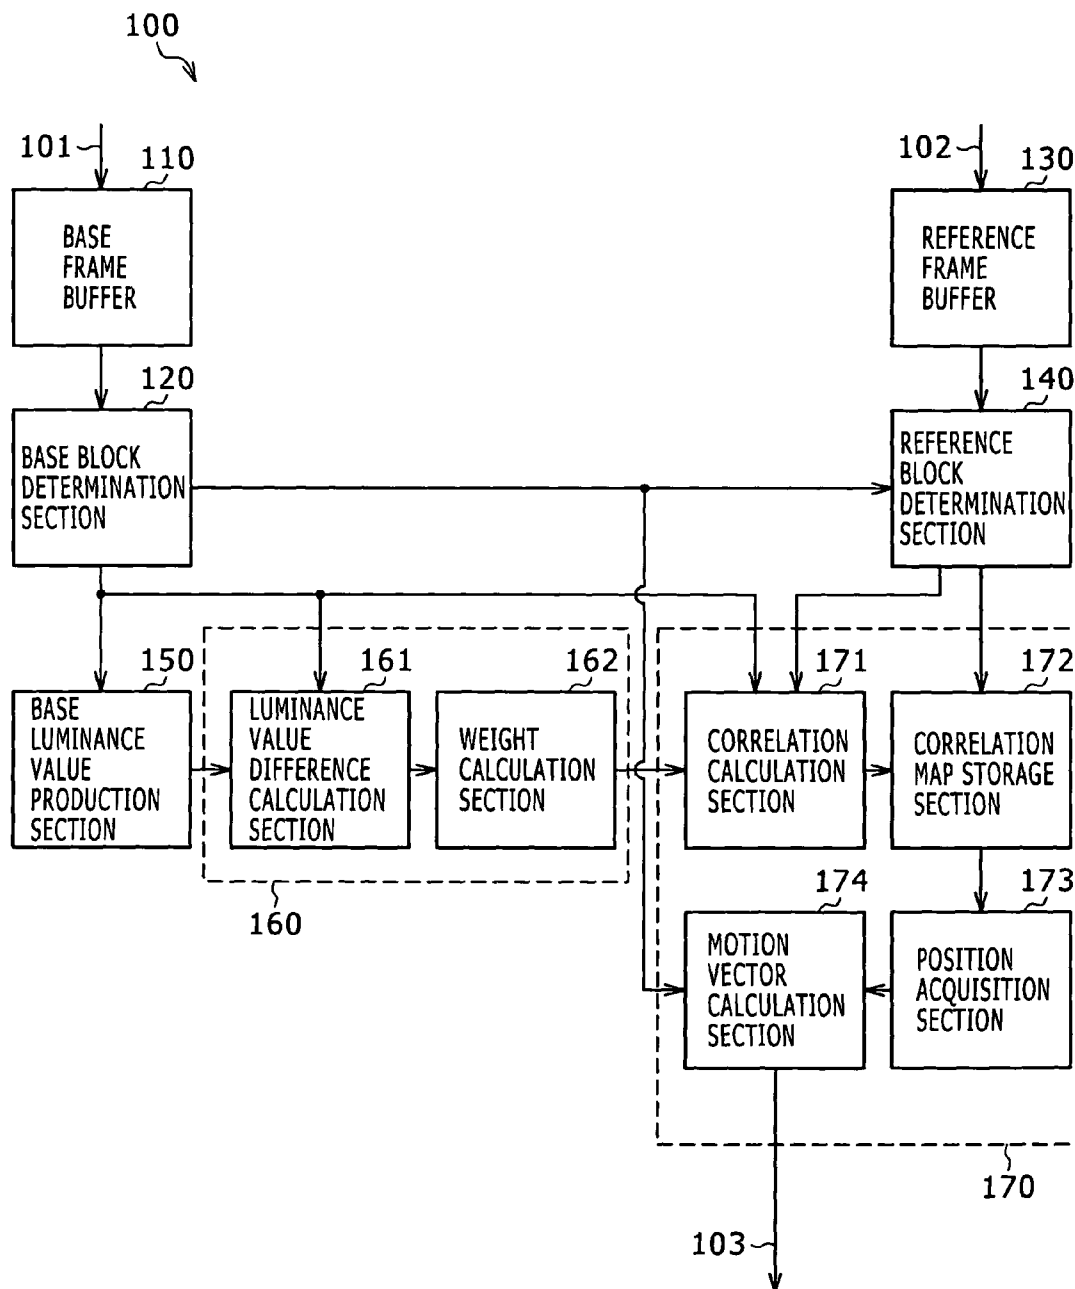 100
101
110
102
130
BASE
FRAME
BUFFER
REFERENCE
FRAME
BUFFER
120
140
BASE BLOCK
DETERMINATION
SECTION
REFERENCE
BLOCK
DETERMINATION
SECTION
150
161
162
171
172
BASE
LUMINANCE
VALUE
PRODUCTION
SECTION
LUMINANCE
VALUE
DIFFERENCE
CALCULATION
SECTION
WEIGHT
CALCULATION
SECTION
CORRELATION
CALCULATION
SECTION
CORRELATION
MAP STORAGE
SECTION
160
174
173
MOTION
VECTOR
CALCULATION
SECTION
POSITION
ACQUISITION
SECTION
170
103